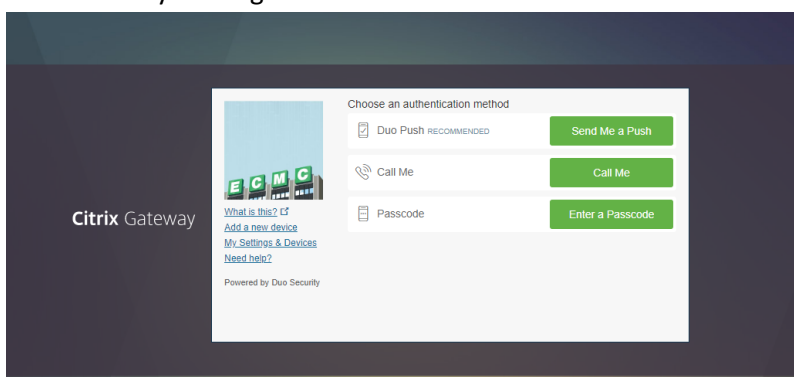 Choose an authentication method
Duo Push RECOMMENDED
Send Me a Push
Call Me
Call Me
Passcode
Enter a Passcode
ECMC
What is this?
Add a new device
My Settings & Devices
Need help?
Powered by Duo Security
Citrix Gateway